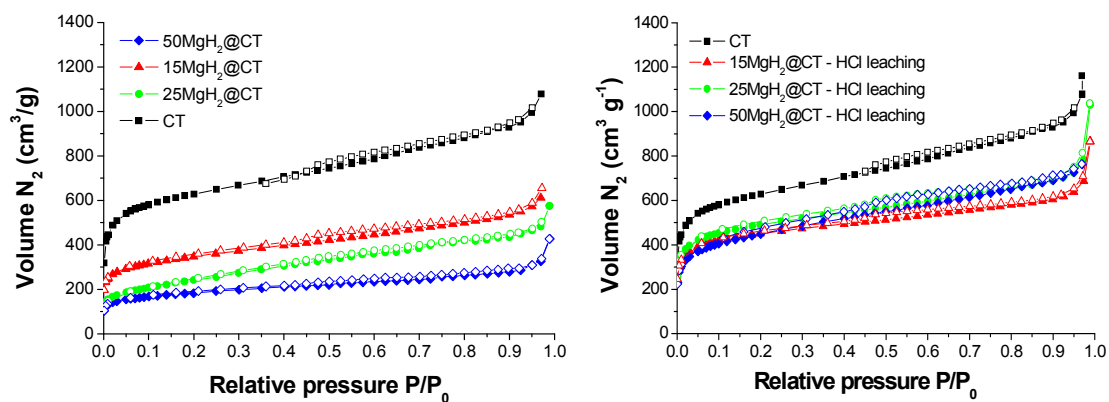 1400
1200
1000
800
600
400
200
0
Volume N₂ (cm³/g)
50MgH₂@CT
15MgH₂@CT
25MgH₂@CT
CT
0.0 0.1 0.2 0.3 0.4 0.5 0.6 0.7 0.8 0.9 1.0
Relative pressure P/P₀
1400
1200
1000
800
600
400
200
0
Volume N₂ (cm³ g⁻¹)
CT
15MgH₂@CT - HCl leaching
25MgH₂@CT - HCl leaching
50MgH₂@CT - HCl leaching
0.0 0.1 0.2 0.3 0.4 0.5 0.6 0.7 0.8 0.9 1.0
Relative pressure P/P₀